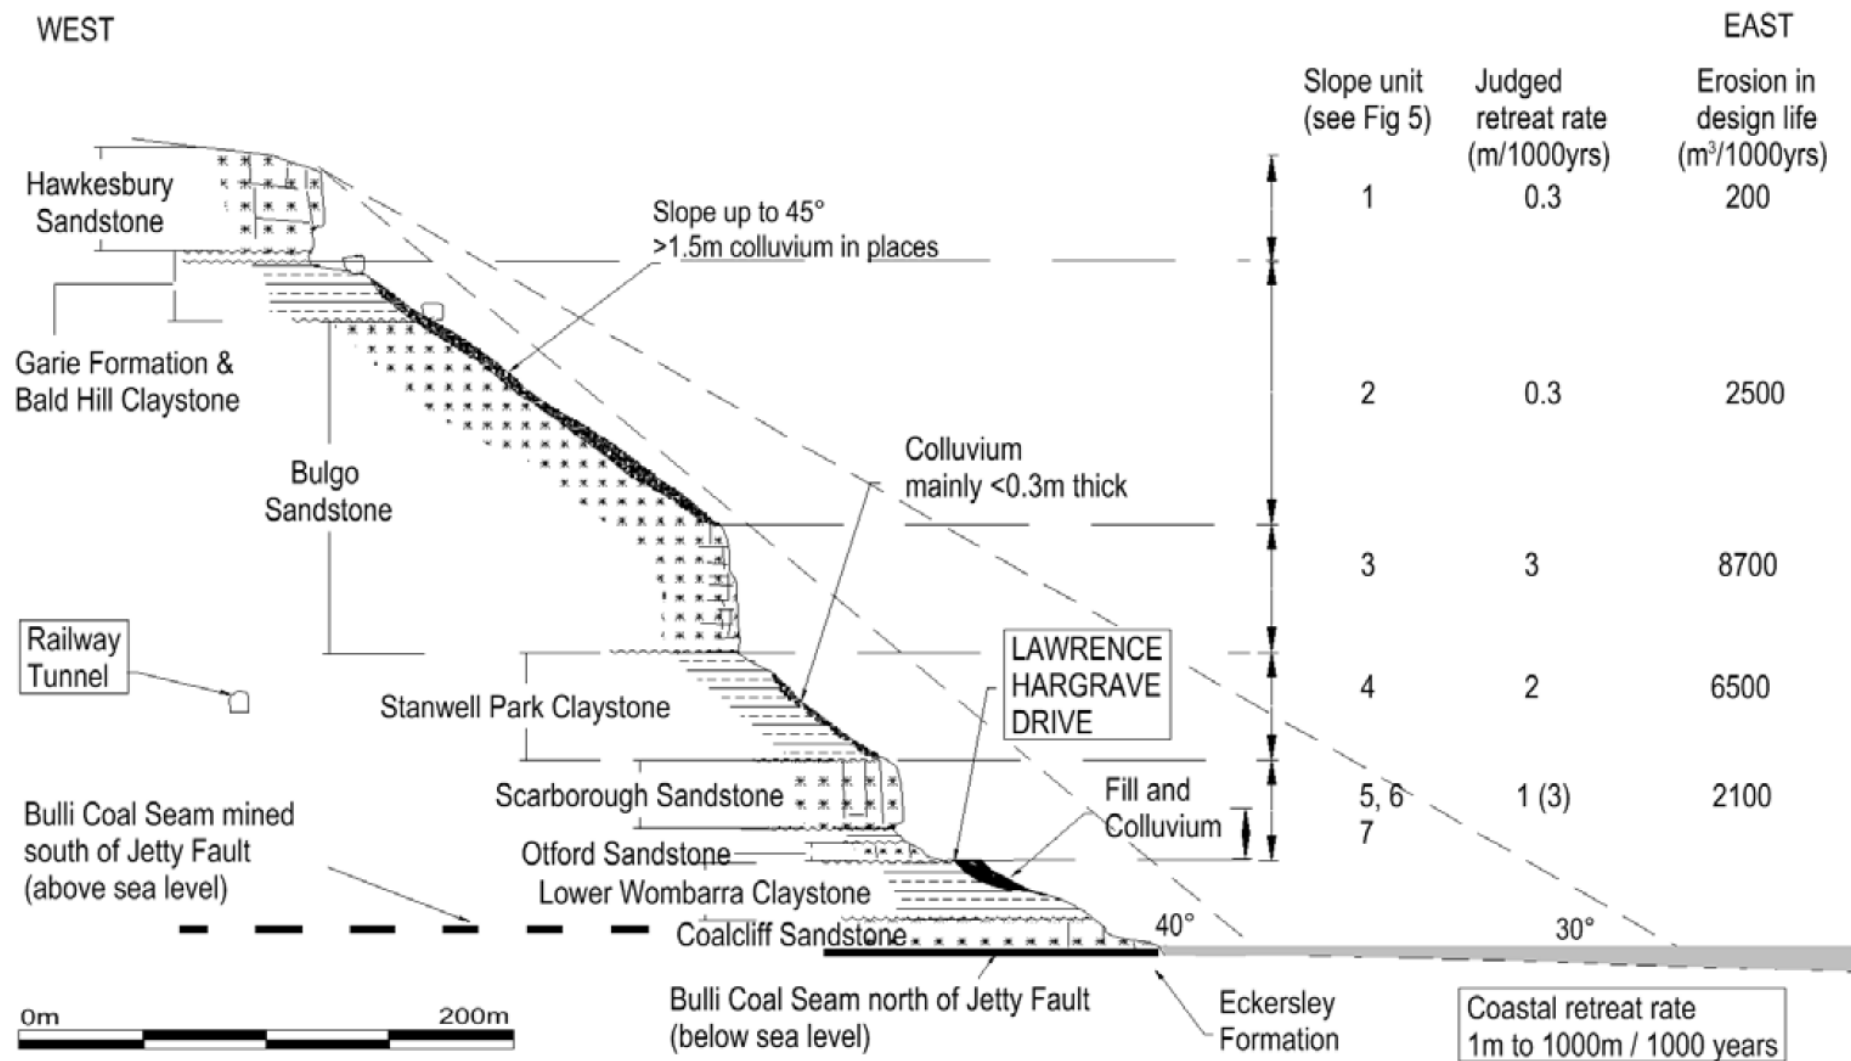 WEST
EAST
Slope unit
(see Fig 5)
Judged
retreat rate
(m/1000yrs)
Erosion in
design life
(m³/1000yrs)
Hawkesbury
Sandstone
1
0.3
200
Slope up to 45°
>1.5m colluvium in places
Garie Formation &
Bald Hill Claystone
2
0.3
2500
Bulgo
Sandstone
Colluvium
mainly <0.3m thick
3
3
8700
Railway
Tunnel
LAWRENCE
HARGRAVE
DRIVE
Stanwell Park Claystone
4
2
6500
Scarborough Sandstone
Fill and
Colluvium
5, 6
7
1 (3)
2100
Bulli Coal Seam mined
south of Jetty Fault
(above sea level)
Otford Sandstone
Lower Wombarra Claystone
Coalcliff Sandstone
40°
30°
0m
200m
Bulli Coal Seam north of Jetty Fault
(below sea level)
Eckersley
Formation
Coastal retreat rate
1m to 1000m / 1000 years